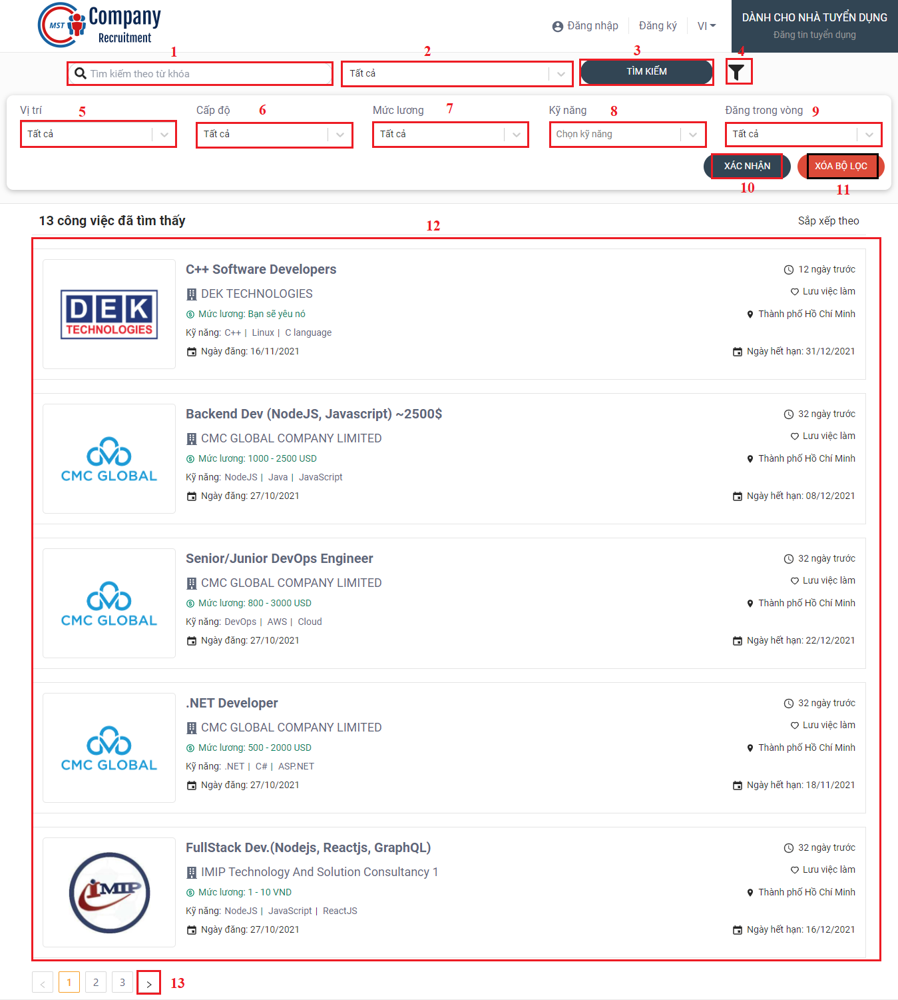 MST Company
Recruitment
Đăng nhập
Đăng ký
VI
DÀNH CHO NHÀ TUYỂN DỤNG
Đăng tin tuyển dụng
1
2
3
4
Tìm kiếm theo từ khóa
Tất cả
TÌM KIẾM
Vị trí
5
Cấp độ
6
Mức lương
7
Kỹ năng
8
Đăng trong vòng
9
Tất cả
Tất cả
Tất cả
Chọn kỹ năng
Tất cả
XÁC NHẬN
XÓA BỘ LỌC
10
11
13 công việc đã tìm thấy
12
Sắp xếp theo
DEK
TECHNOLOGIES
C++ Software Developers
12 ngày trước
DEK TECHNOLOGIES
Lưu việc làm
Mức lương: Bạn sẽ yêu nó
Thành phố Hồ Chí Minh
Kỹ năng: C++ | Linux | C language
Ngày đăng: 16/11/2021
Ngày hết hạn: 31/12/2021
CMC GLOBAL
Backend Dev (NodeJS, Javascript) ~2500$
32 ngày trước
CMC GLOBAL COMPANY LIMITED
Lưu việc làm
Mức lương: 1000 - 2500 USD
Thành phố Hồ Chí Minh
Kỹ năng: NodeJS | Java | JavaScript
Ngày đăng: 27/10/2021
Ngày hết hạn: 08/12/2021
CMC GLOBAL
Senior/Junior DevOps Engineer
32 ngày trước
CMC GLOBAL COMPANY LIMITED
Lưu việc làm
Mức lương: 800 - 3000 USD
Thành phố Hồ Chí Minh
Kỹ năng: DevOps | AWS | Cloud
Ngày đăng: 27/10/2021
Ngày hết hạn: 22/12/2021
CMC GLOBAL
.NET Developer
32 ngày trước
CMC GLOBAL COMPANY LIMITED
Lưu việc làm
Mức lương: 500 - 2000 USD
Thành phố Hồ Chí Minh
Kỹ năng: .NET | C# | ASP.NET
Ngày đăng: 27/10/2021
Ngày hết hạn: 18/11/2021
IMIP
FullStack Dev.(Nodejs, Reactjs, GraphQL)
32 ngày trước
IMIP Technology And Solution Consultancy 1
Lưu việc làm
Mức lương: 1 - 10 VND
Thành phố Hồ Chí Minh
Kỹ năng: NodeJS | JavaScript | ReactJS
Ngày đăng: 27/10/2021
Ngày hết hạn: 16/12/2021
< 1 2 3 > 13